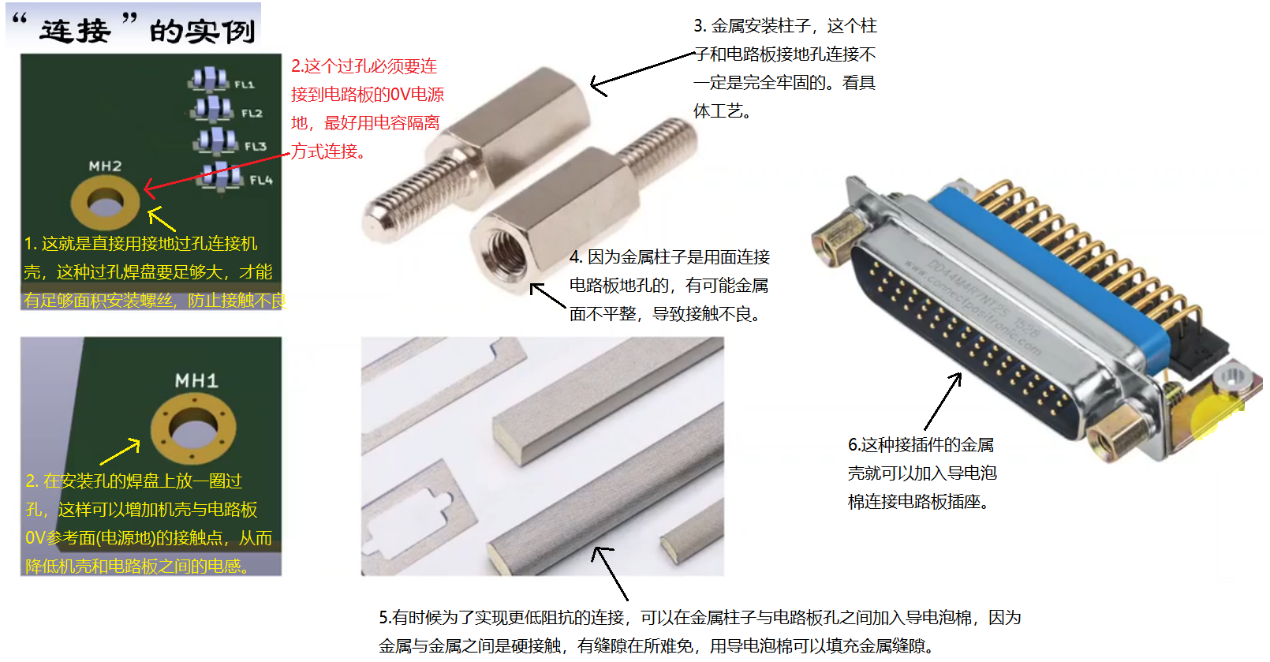 “连接”的实例
FL1
FL2
FL3
FL4
MH2
1. 这就是直接用接地过孔连接机
壳，这种过孔焊盘要足够大，才能
有足够面积安装螺丝，防止接触不良
2.这个过孔必须要连
接到电路板的0V电源
地，最好用电容隔离
方式连接。
3. 金属安装柱子，这个柱
子和电路板接地孔连接不
一定是完全牢固的。看具
体工艺。
4. 因为金属柱子是用面连接
电路板地孔的，有可能金属
面不平整，导致接触不良。
MH1
2. 在安装孔的焊盘上放一圈过
孔，这样可以增加机壳与电路板
0V参考面(电源地)的接触点，从而
降低机壳和电路板之间的电感。
DD44M4R7NT2S 1528
www.connectpositronic.com
6.这种接插件的金属
壳就可以加入导电泡
棉连接电路板插座。
5.有时候为了实现更低阻抗的连接，可以在金属柱子与电路板孔之间加入导电泡棉，因为
金属与金属之间是硬接触，有缝隙在所难免，用导电泡棉可以填充金属缝隙。